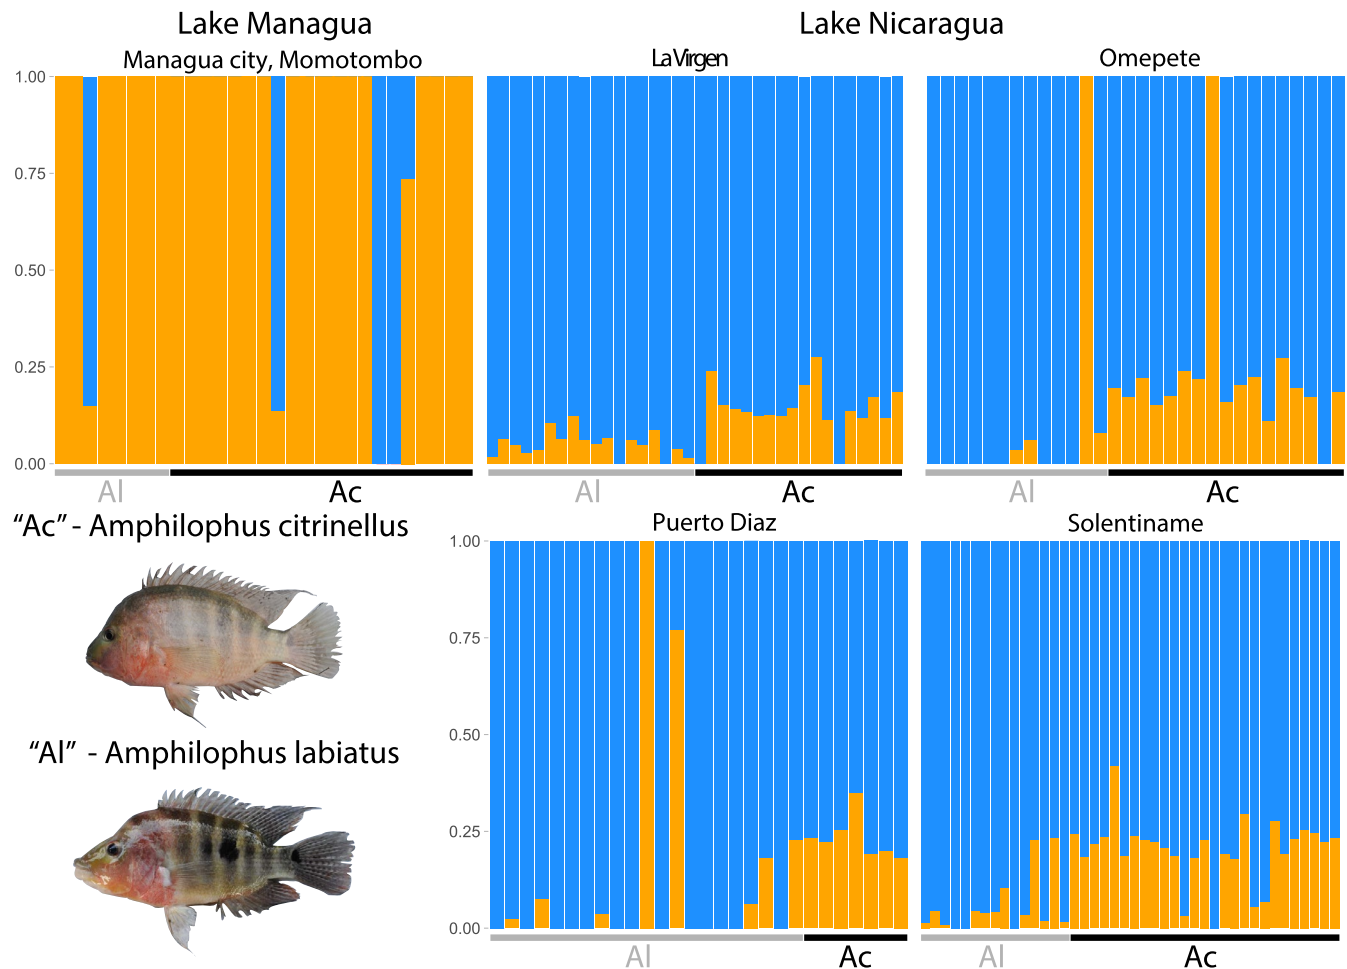 Lake Managua
Lake Nicaragua
Managua city, Momotombo
La Virgen
Omepete
1.00
0.75
0.50
0.25
0.00
Al
Ac
Al
Ac
Al
Ac
“Ac” - Amphilophus citrinellus
Puerto Diaz
Solentiname
1.00
0.75
0.50
0.25
0.00
“Al” - Amphilophus labiatus
Al
Ac
Al
Ac